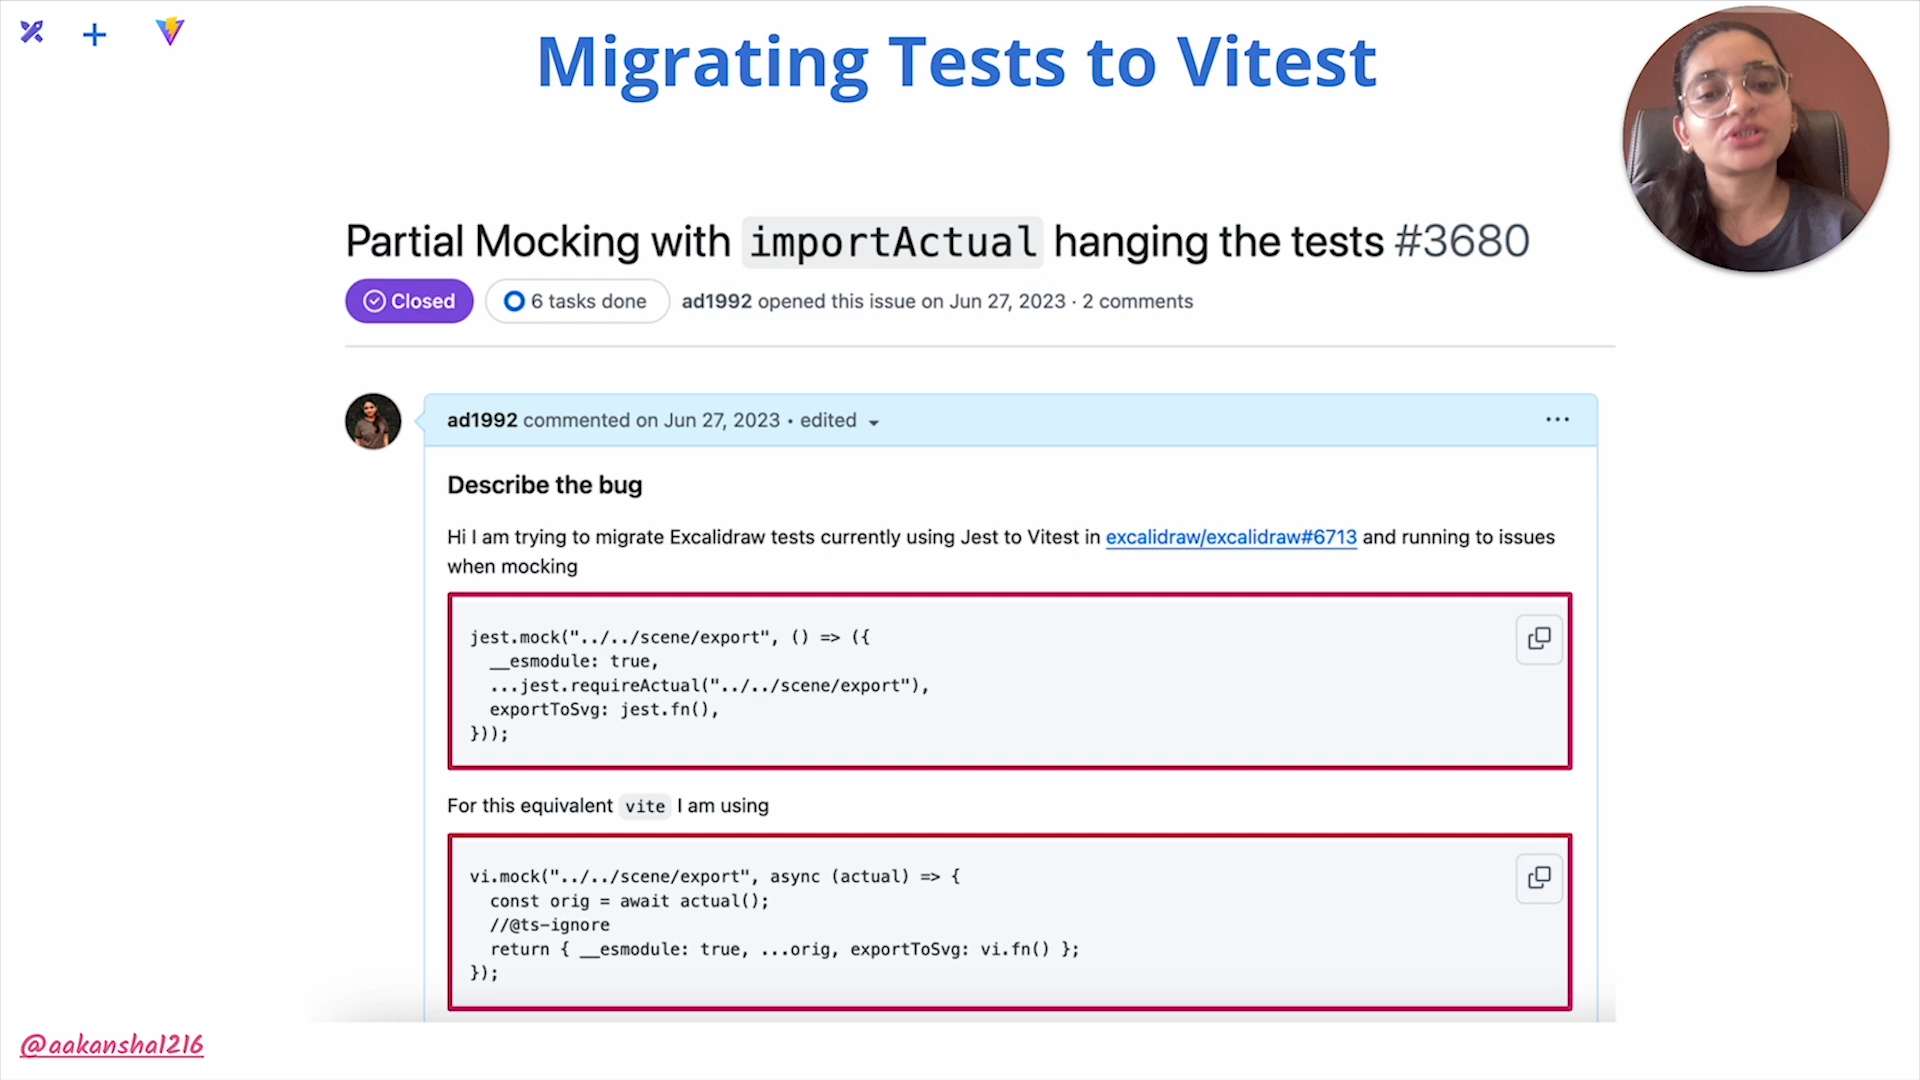 Migrating Tests to Vitest
Partial Mocking with importActual hanging the tests #3680
Closed
6 tasks done
ad1992 opened this issue on Jun 27, 2023 · 2 comments
ad1992 commented on Jun 27, 2023 • edited
Describe the bug
Hi I am trying to migrate Excalidraw tests currently using Jest to Vitest in excalidraw/excalidraw#6713 and running to issues
when mocking
jest.mock("../../scene/export", () => ({
  __esmodule: true,
  ...jest.requireActual("../../scene/export"),
  exportToSvg: jest.fn(),
}));
For this equivalent vite I am using
vi.mock("../../scene/export", async (actual) => {
  const orig = await actual();
  //@ts-ignore
  return { __esmodule: true, ...orig, exportToSvg: vi.fn() };
});
@aakansha1216